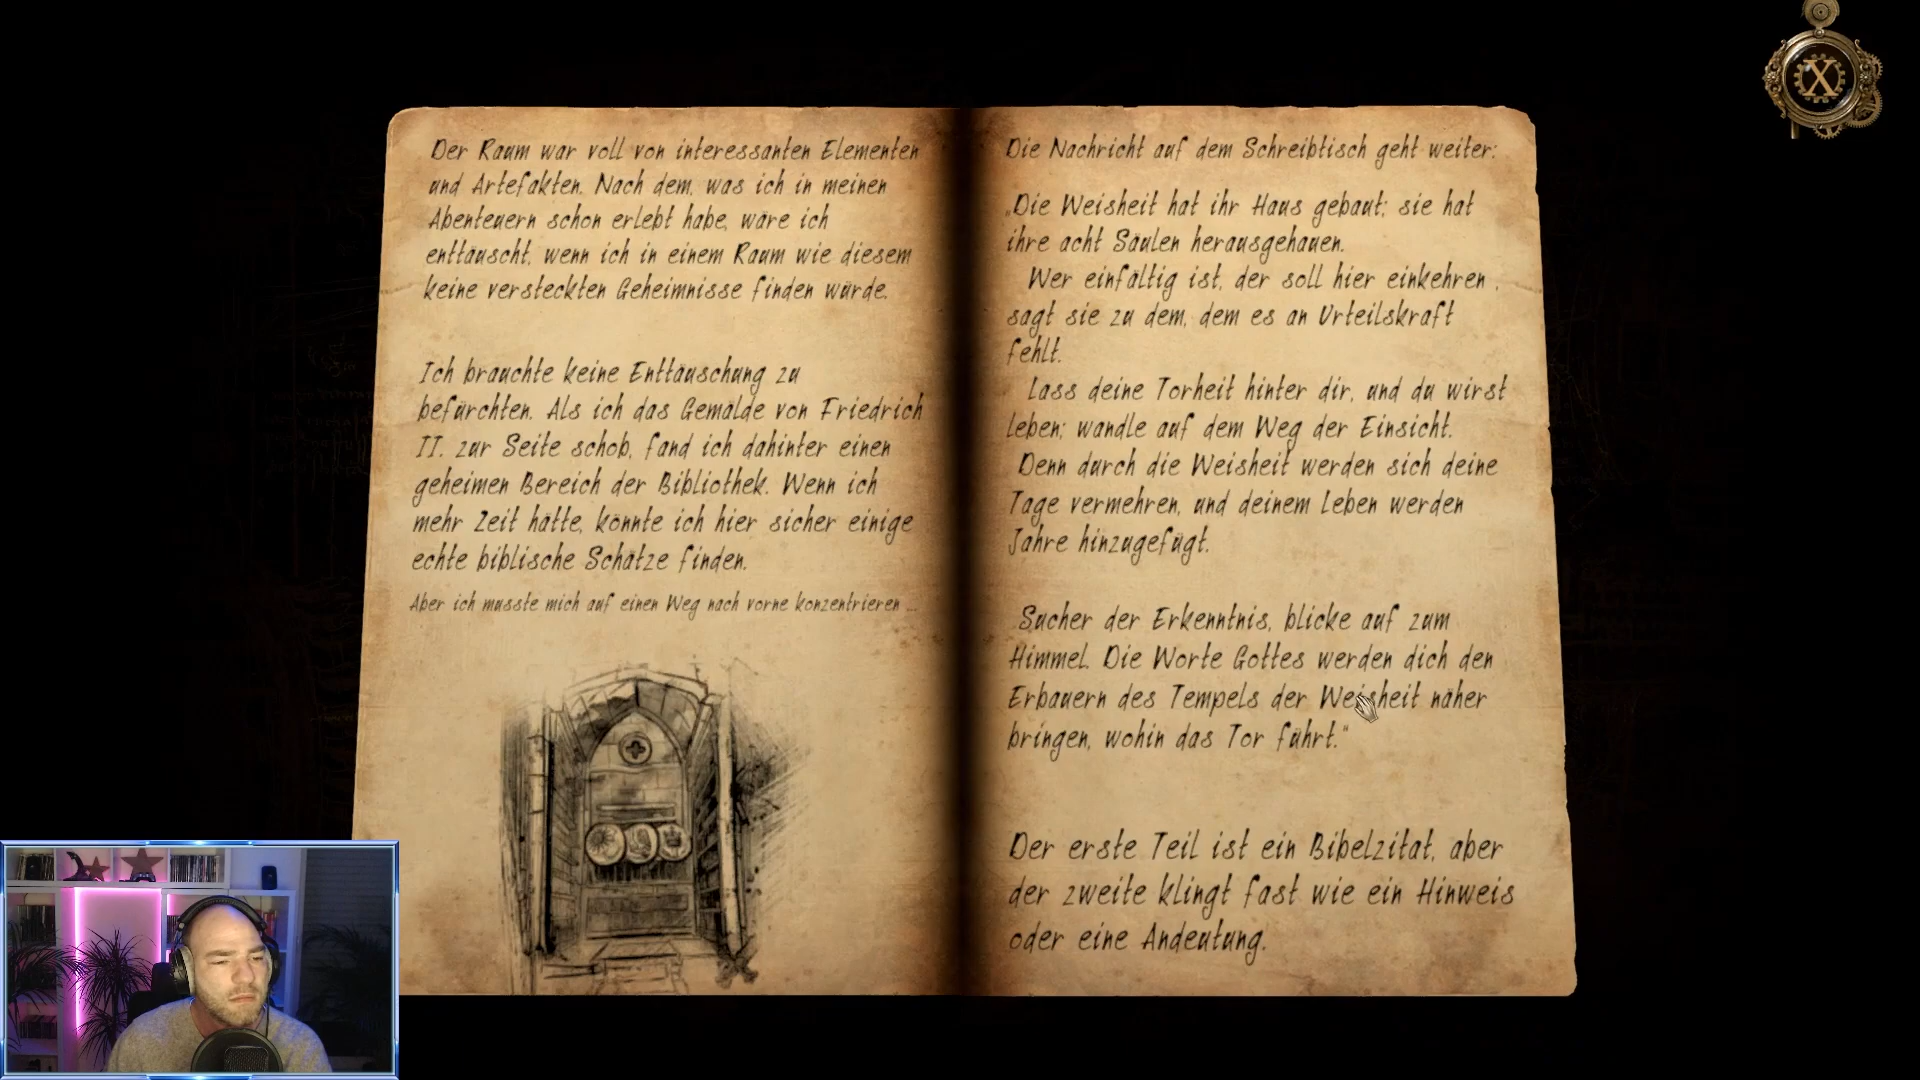 Der Raum war voll von interessanten Elementen
und Artefakten. Nach dem, was ich in meinen
Abenteuern schon erlebt habe, wäre ich
enttäuscht, wenn ich in einem Raum wie diesem
keine versteckten Geheimnisse finden würde.
Ich brauchte keine Enttäuschung zu
befürchten. Als ich das Gemälde von Friedrich
II. zur Seite schob, fand ich dahinter einen
geheimen Bereich der Bibliothek. Wenn ich
mehr Zeit hätte, könnte ich hier sicher einige
echte biblische Schätze finden.
Aber ich musste mich auf einen Weg nach vorne konzentrieren ...
Die Nachricht auf dem Schreibtisch geht weiter:
„Die Weisheit hat ihr Haus gebaut; sie hat
ihre acht Säulen herausgehauen.
Wer einfältig ist, der soll hier einkehren ,
sagt sie zu dem, dem es an Urteilskraft
fehlt.
Lass deine Torheit hinter dir, und du wirst
leben; wandle auf dem Weg der Einsicht.
Denn durch die Weisheit werden sich deine
Tage vermehren, und deinem Leben werden
Jahre hinzugefügt.
Sucher der Erkenntnis, blicke auf zum
Himmel. Die Worte Gottes werden dich den
Erbauern des Tempels der Weisheit näher
bringen, wohin das Tor führt."
Der erste Teil ist ein Bibelzitat, aber
der zweite klingt fast wie ein Hinweis
oder eine Andeutung.
X